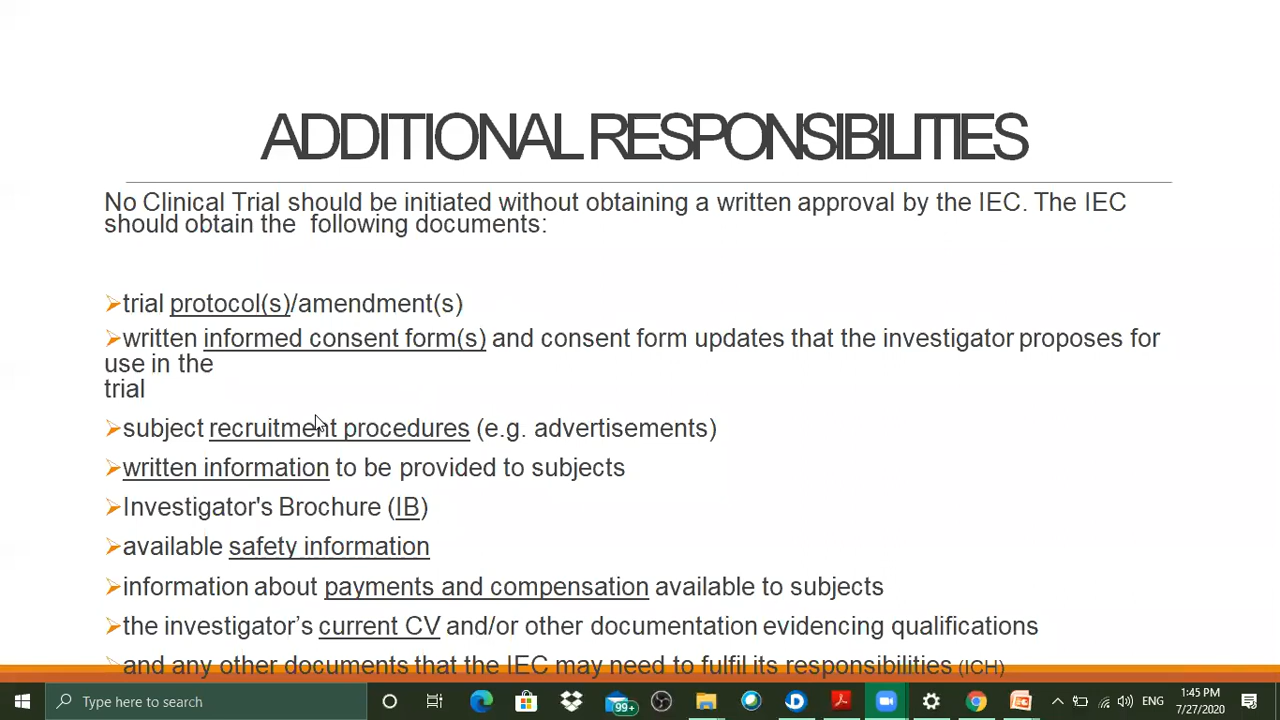 ADDITIONAL RESPONSIBILITIES
No Clinical Trial should be initiated without obtaining a written approval by the IEC. The IEC
should obtain the following documents:
trial protocol(s)/amendment(s)
written informed consent form(s) and consent form updates that the investigator proposes for
use in the
trial
subject recruitment procedures (e.g. advertisements)
written information to be provided to subjects
Investigator's Brochure (IB)
available safety information
information about payments and compensation available to subjects
the investigator’s current CV and/or other documentation evidencing qualifications
and any other documents that the IEC may need to fulfil its responsibilities (ICH)
Type here to search
99+
ENG
1:45 PM
7/27/2020